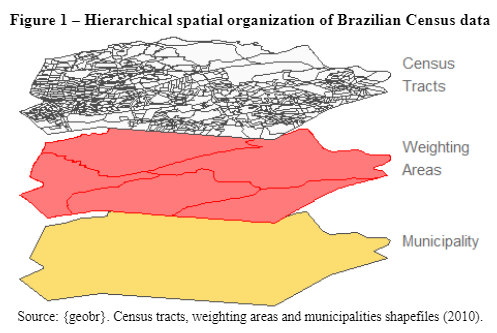 Figure 1 – Hierarchical spatial organization of Brazilian Census data
Census
Tracts
Weighting
Areas
Municipality
Source: {geobr}. Census tracts, weighting areas and municipalities shapefiles (2010).